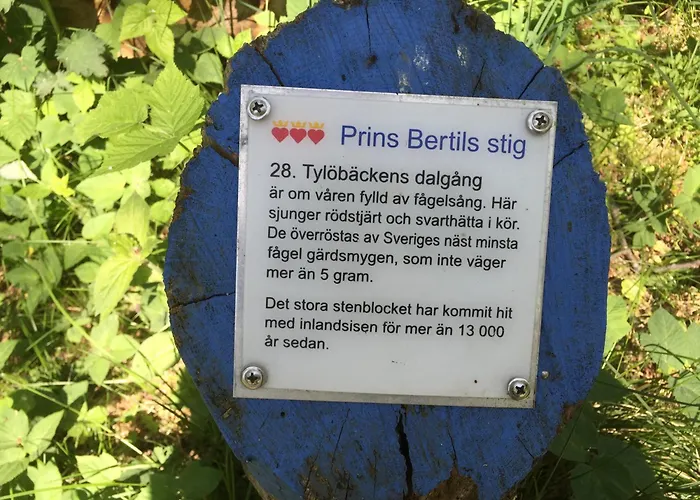 Prins Bertils stig
28. Tylöbäckens dalgång
är om våren fylld av fågelsång. Här
sjunger rödstjärt och svarthätta i kör.
De överröstas av Sveriges näst minsta
fågel gärdsmygen, som inte väger
mer än 5 gram.
Det stora stenblocket har kommit hit
med inlandsisen för mer än 13 000
år sedan.